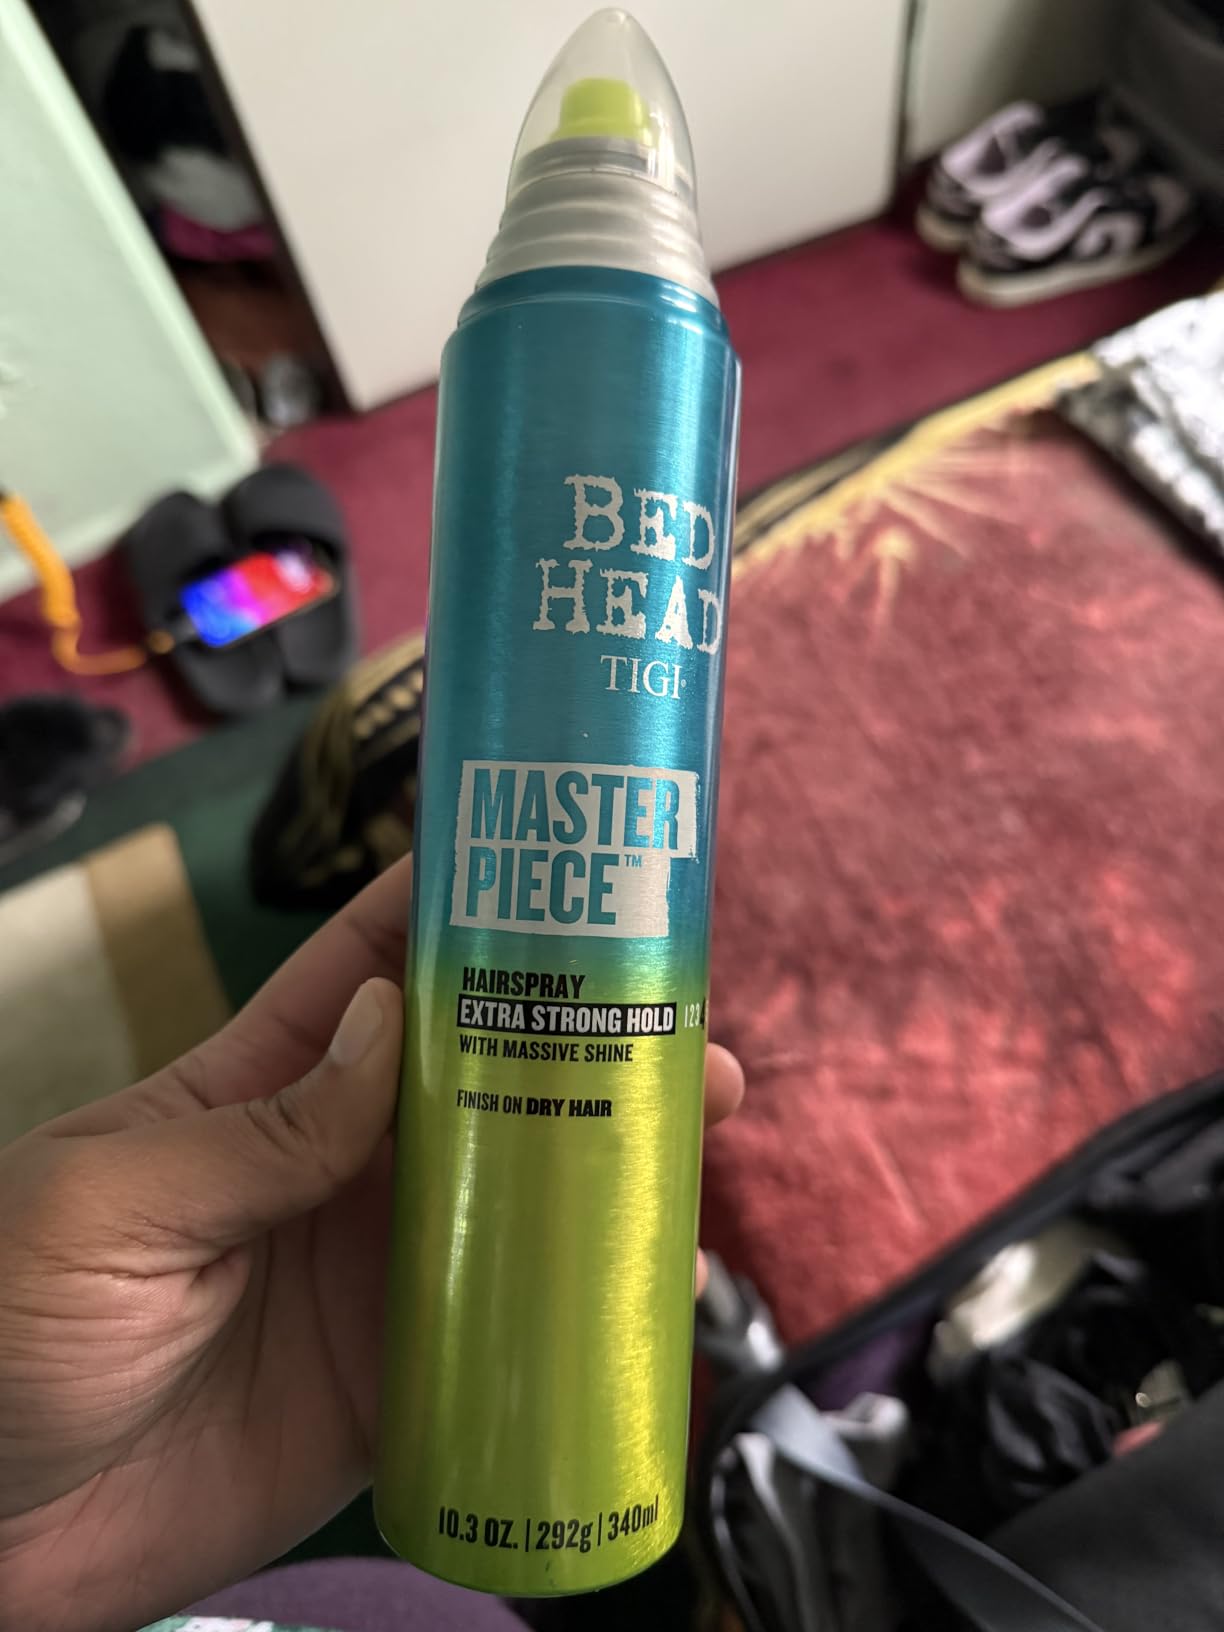 BED
HEAD
TIGI
MASTER
PIECE™
HAIRSPRAY
EXTRA STRONG HOLD 1234
WITH MASSIVE SHINE
FINISH ON DRY HAIR
10.3 OZ. | 292g | 340ml